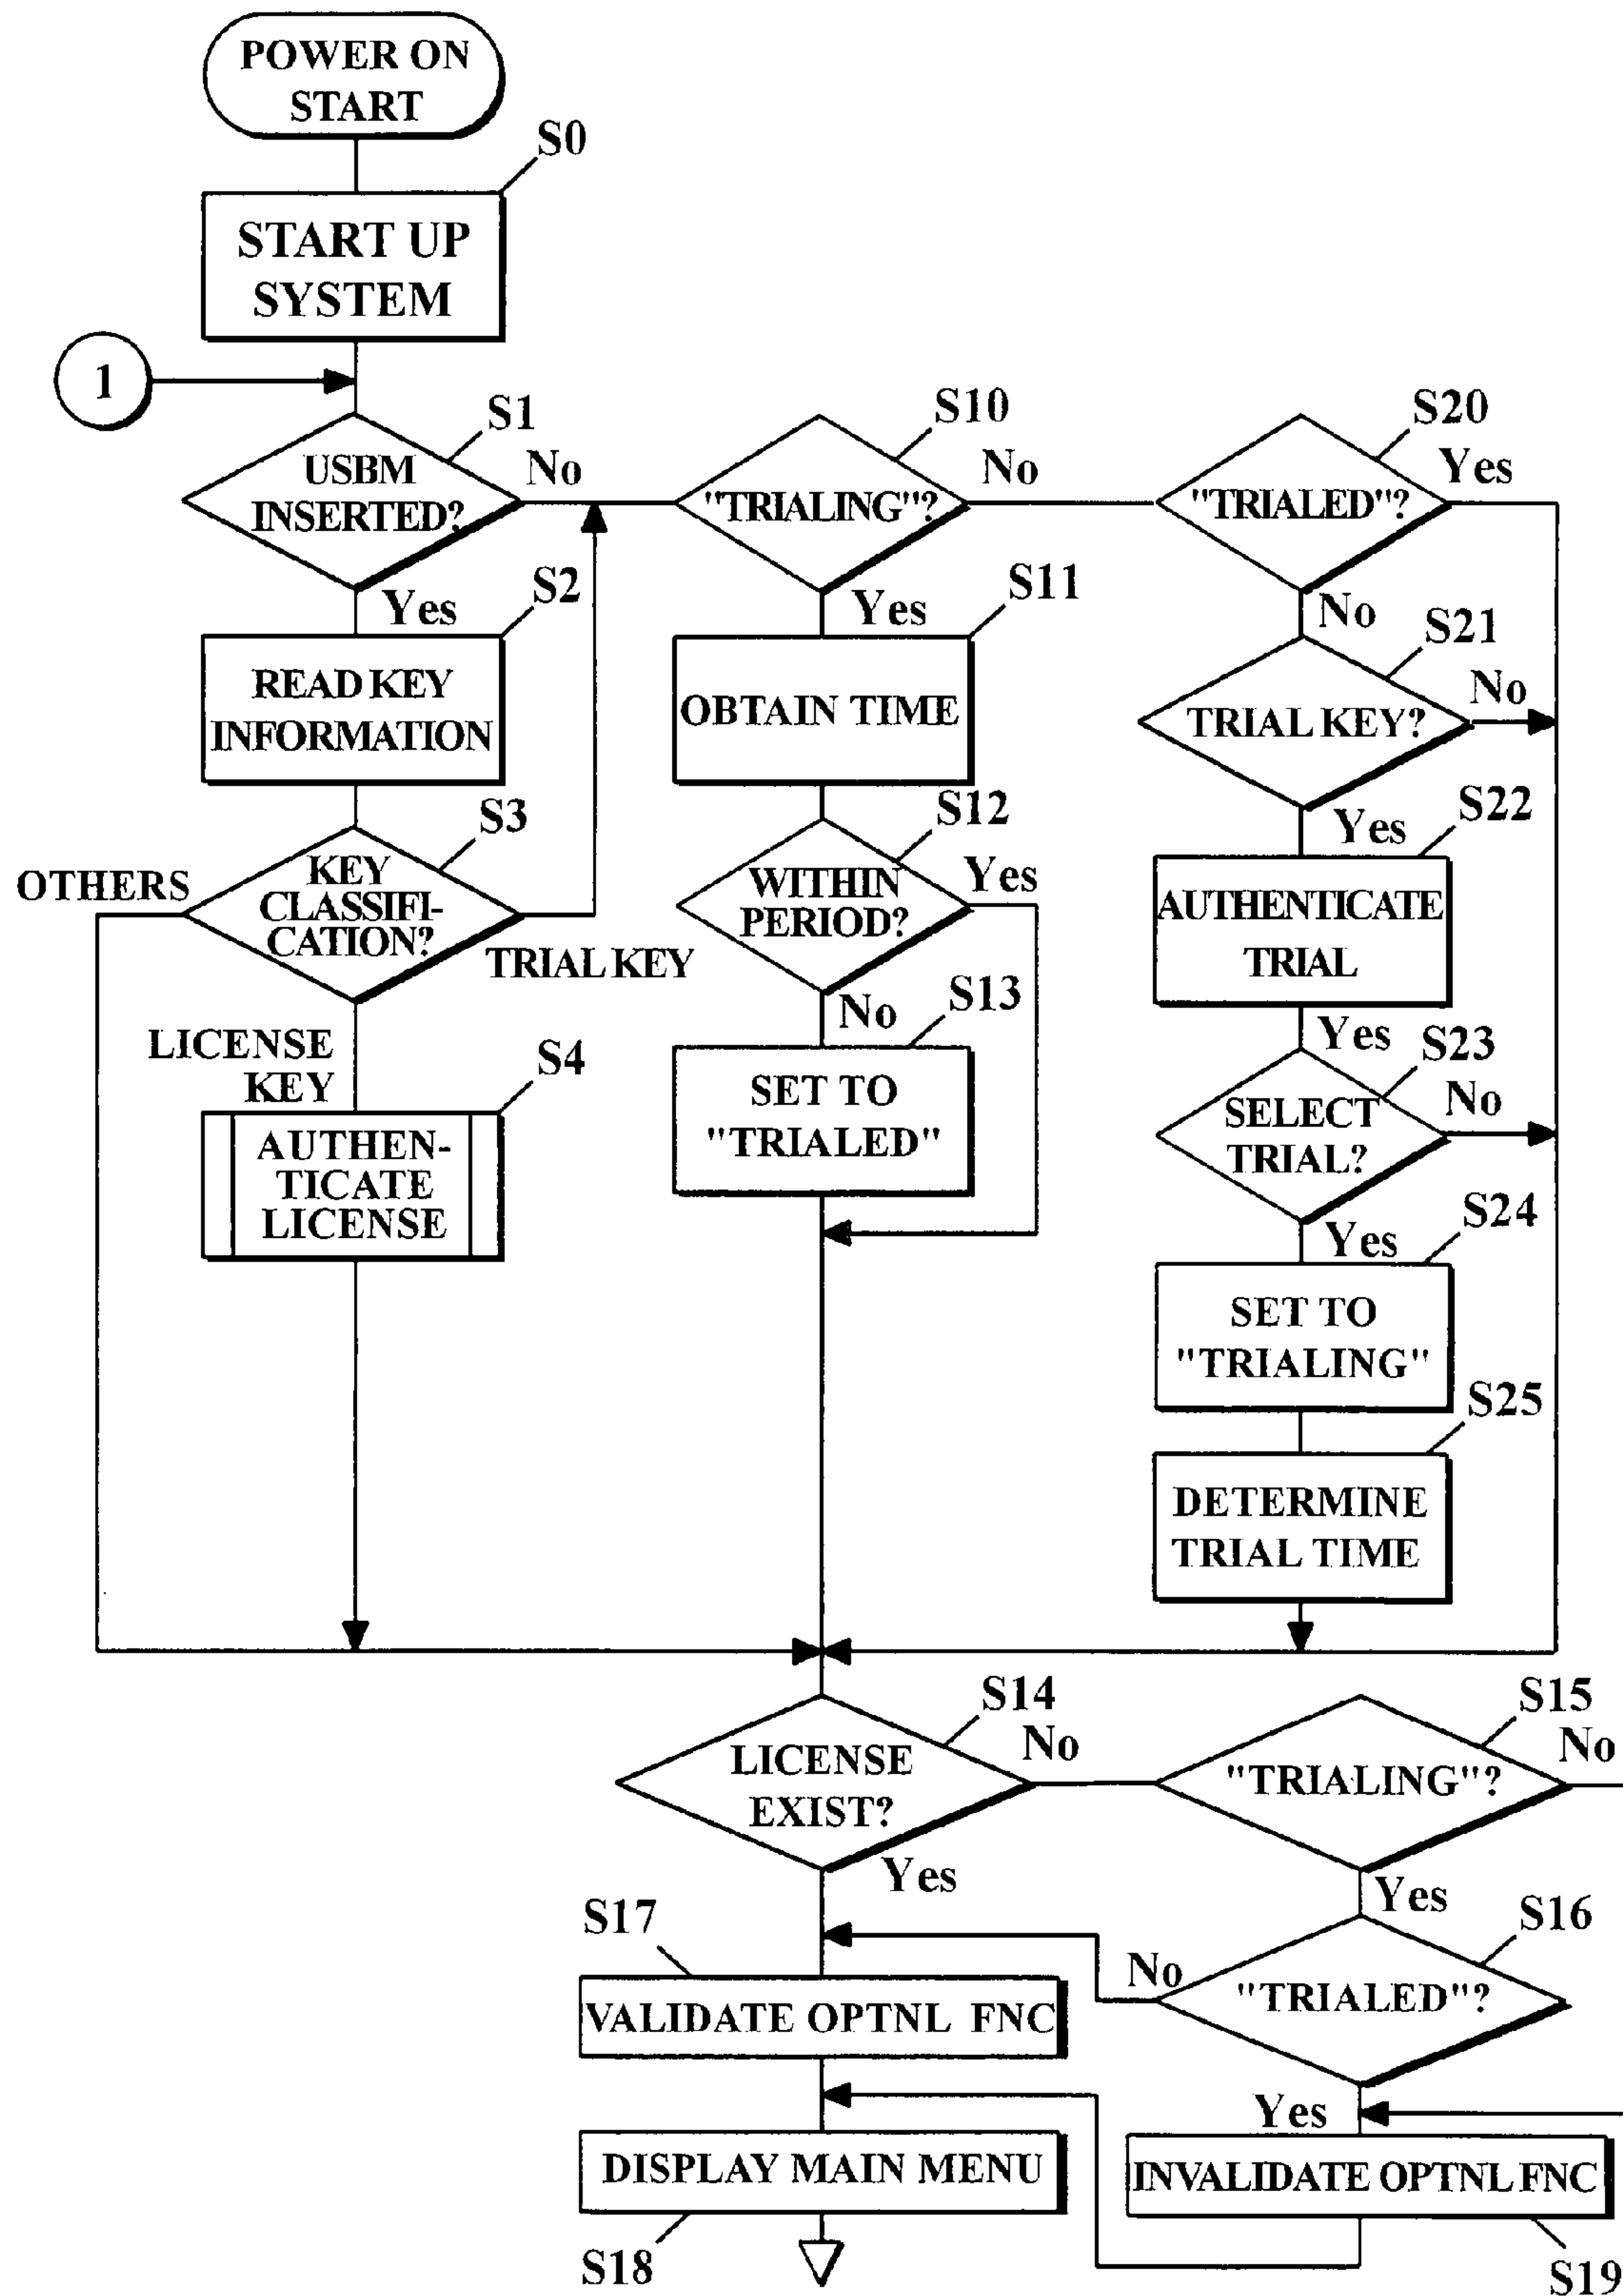 POWER ON
START
S0
START UP
SYSTEM
1
S1
USBM
INSERTED?
No
Yes
S2
READ KEY
INFORMATION
S3
KEY
CLASSIFI-
CATION?
OTHERS
TRIAL KEY
LICENSE
KEY
S4
AUTHEN-
TICATE
LICENSE
S10
"TRIALING"?
No
Yes
S11
OBTAIN TIME
S12
WITHIN
PERIOD?
Yes
No
S13
SET TO
"TRIALED"
S20
"TRIALED"?
Yes
No
S21
TRIAL KEY?
No
Yes
S22
AUTHENTICATE
TRIAL
Yes
S23
SELECT
TRIAL?
No
Yes
S24
SET TO
"TRIALING"
S25
DETERMINE
TRIAL TIME
S14
LICENSE
EXIST?
No
Yes
S15
"TRIALING"?
No
Yes
S16
"TRIALED"?
No
Yes
S17
VALIDATE OPTNL FNC
DISPLAY MAIN MENU
S18
INVALIDATE OPTNL FNC
S19